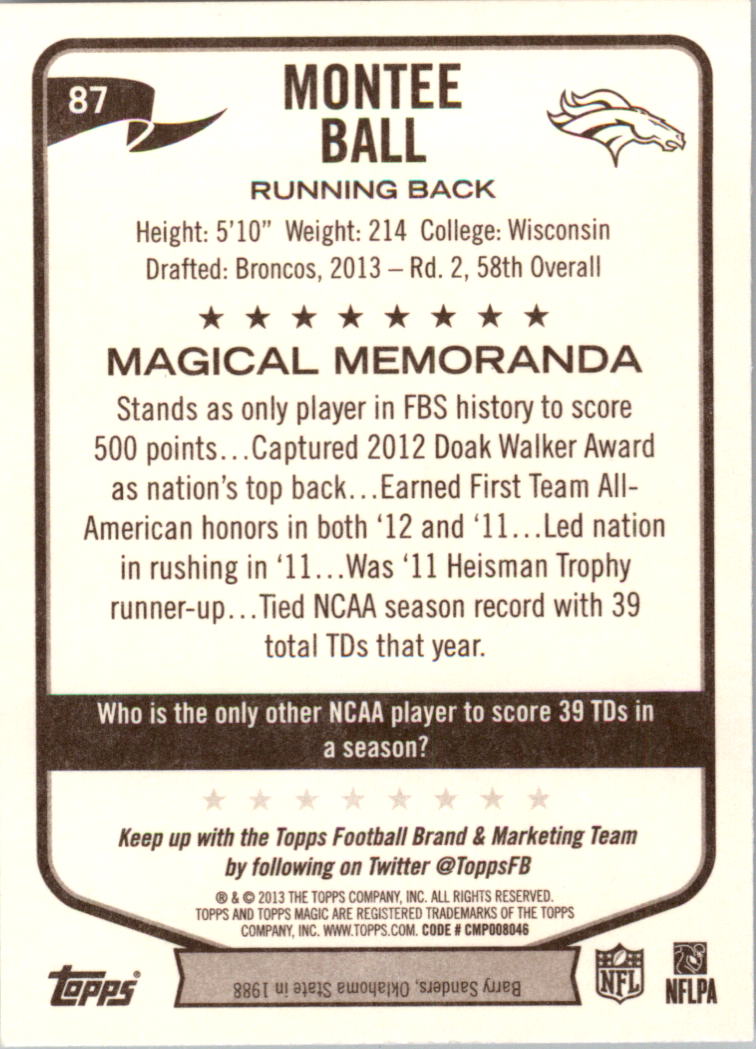 87
MONTEE
BALL
RUNNING BACK
Height: 5'10” Weight: 214 College: Wisconsin
Drafted: Broncos, 2013 – Rd. 2, 58th Overall
★ ★ ★ ★ ★ ★ ★ ★
MAGICAL MEMORANDA
Stands as only player in FBS history to score
500 points...Captured 2012 Doak Walker Award
as nation's top back...Earned First Team All-
American honors in both ‘12 and ‘11...Led nation
in rushing in ‘11...Was ‘11 Heisman Trophy
runner-up...Tied NCAA season record with 39
total TDs that year.
Who is the only other NCAA player to score 39 TDs in
a season?
★ ★ ★ ★ ★ ★ ★ ★
Keep up with the Topps Football Brand & Marketing Team
by following on Twitter @ToppsFB
® & © 2013 THE TOPPS COMPANY, INC. ALL RIGHTS RESERVED.
TOPPS AND TOPPS MAGIC ARE REGISTERED TRADEMARKS OF THE TOPPS
COMPANY, INC. WWW.TOPPS.COM. CODE # CMP008046
topps®
Barry Sanders, Oklahoma State in 1988
NFL
NFLPA